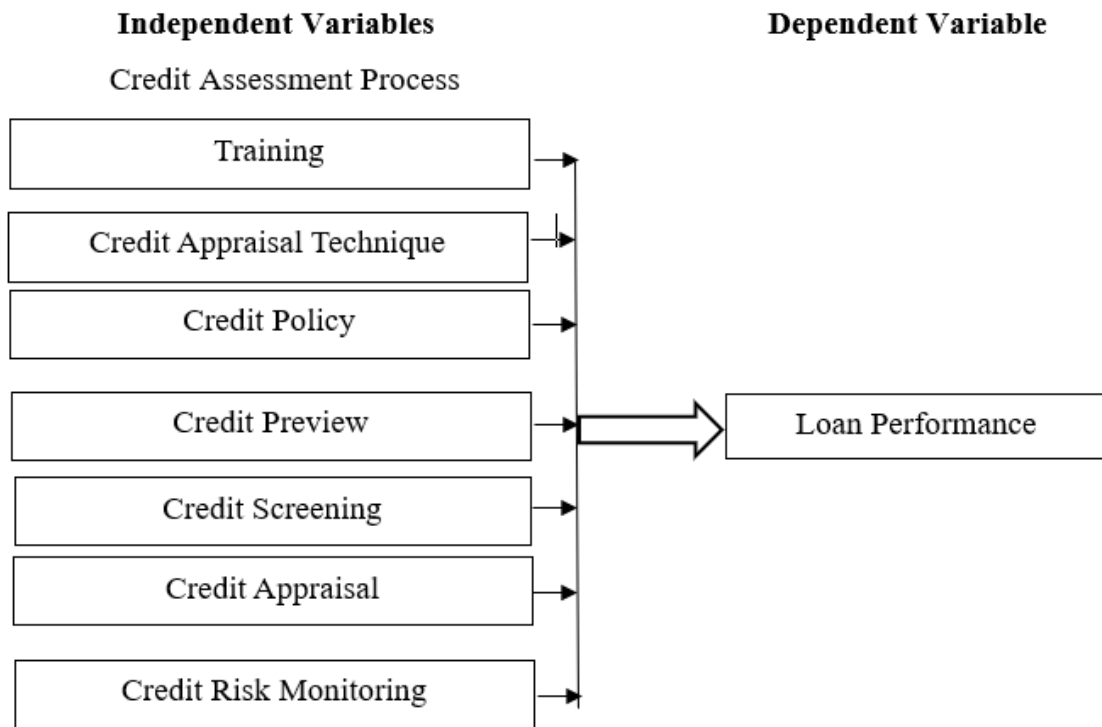 Independent Variables
Dependent Variable
Credit Assessment Process
Training
Credit Appraisal Technique
Credit Policy
Credit Preview
Loan Performance
Credit Screening
Credit Appraisal
Credit Risk Monitoring